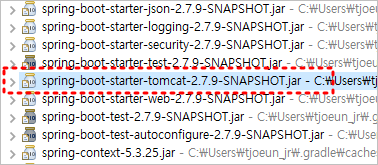 spring-boot-starter-json-2.7.9-SNAPSHOT.jar - C:₩Users₩tjo
spring-boot-starter-logging-2.7.9-SNAPSHOT.jar - C:₩Users₩
spring-boot-starter-security-2.7.9-SNAPSHOT.jar - C:₩Users₩
spring-boot-starter-test-2.7.9-SNAPSHOT.jar - C:₩Users₩tjo
spring-boot-starter-tomcat-2.7.9-SNAPSHOT.jar - C:₩Users₩tj
spring-boot-starter-web-2.7.9-SNAPSHOT.jar - C:₩Users₩tjo
spring-boot-test-2.7.9-SNAPSHOT.jar - C:₩Users₩tjoeun_jr₩
spring-boot-test-autoconfigure-2.7.9-SNAPSHOT.jar - C:₩Us
spring-context-5.3.25.jar - C:₩Users₩tjoeun_jr₩.gradle₩cache